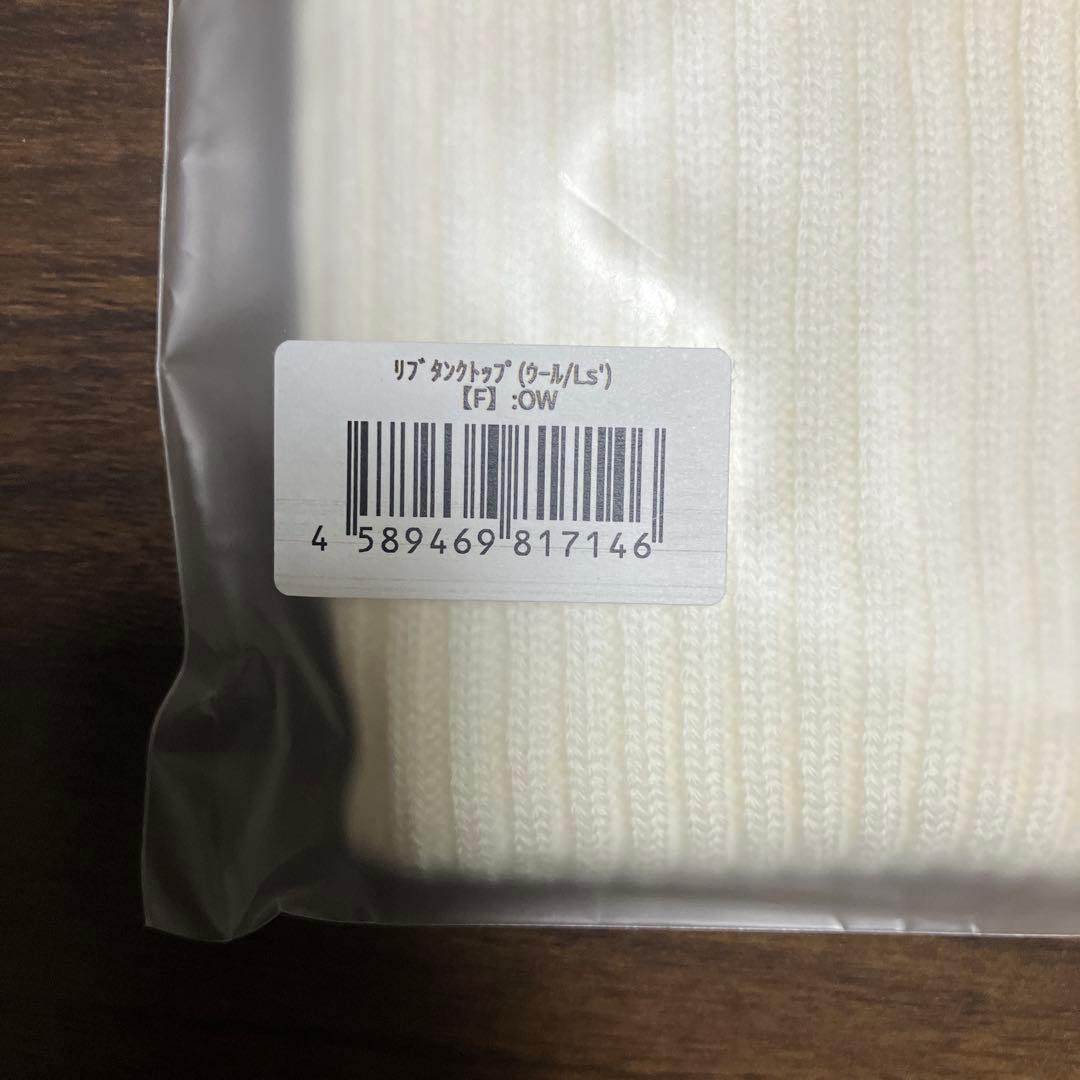 ﾘﾌﾞﾀﾝｸﾄｯﾌﾟ(ｳｰﾙ/Ls')
【F】:OW
4 589469 817146